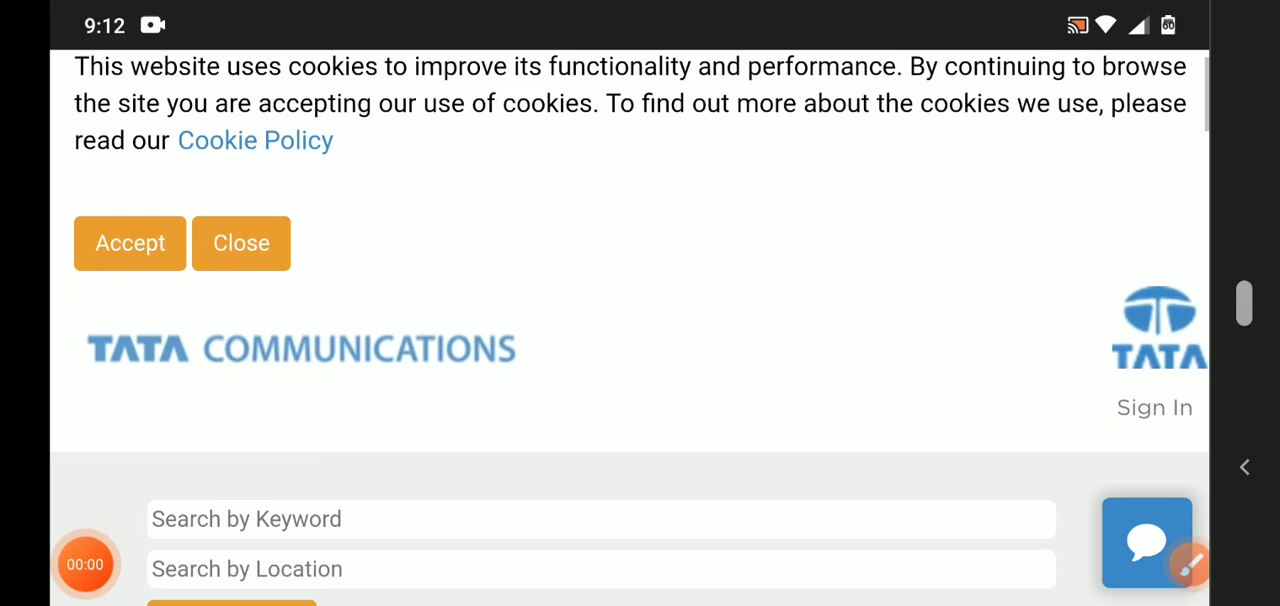 9:12
60
This website uses cookies to improve its functionality and performance. By continuing to browse
the site you are accepting our use of cookies. To find out more about the cookies we use, please
read our Cookie Policy
Accept Close
TATA COMMUNICATIONS
TATA
Sign In
Search by Keyword
Search by Location
00:00